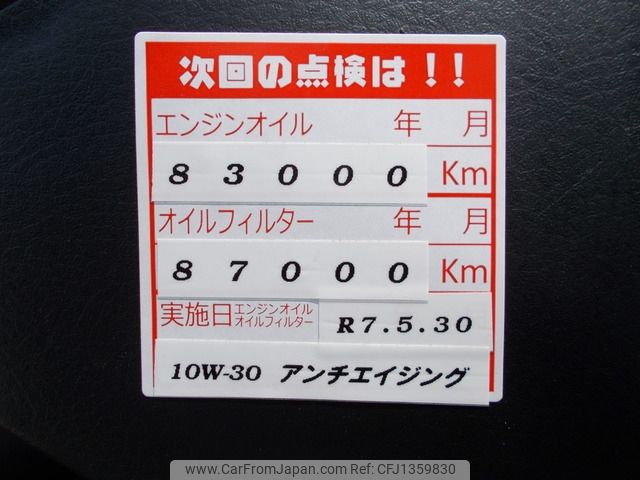 次回の点検は!!
エンジンオイル 年 月
83000 Km
オイルフィルター 年 月
87000 Km
実施日 エンジンオイル
オイルフィルター R7.5.30
10W-30 アンチエイジング
www.CarFromJapan.com - REF:CJ1359830